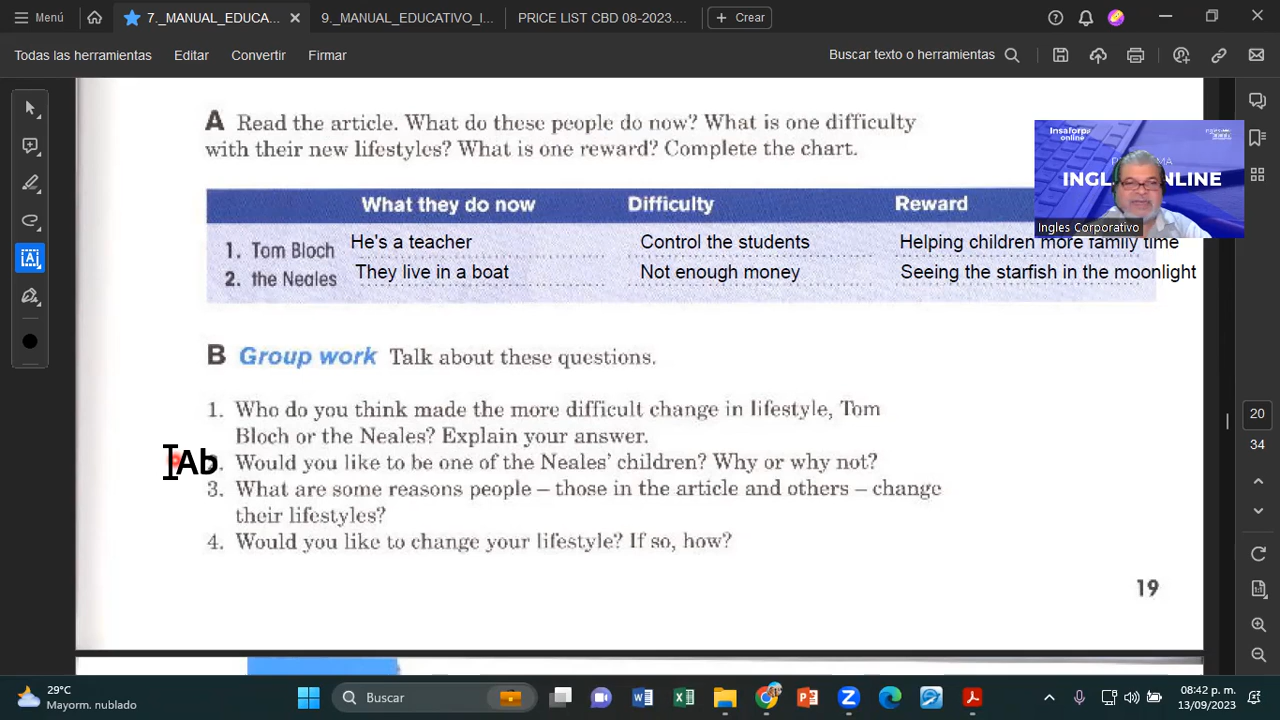 Menú
7._MANUAL_EDUCA...
9._MANUAL_EDUCATIVO_I...
PRICE LIST CBD 08-2023....
Crear
Todas las herramientas
Editar
Convertir
Firmar
Buscar texto o herramientas
A Read the article. What do these people do now? What is one difficulty
with their new lifestyles? What is one reward? Complete the chart.
What they do now Difficulty Reward
1. Tom Bloch He's a teacher Control the students Helping children more family time
2. the Neales They live in a boat Not enough money Seeing the starfish in the moonlight
Insaforp
online
Ingles Corporativo
B Group work Talk about these questions.
1. Who do you think made the more difficult change in lifestyle, Tom
Bloch or the Neales? Explain your answer.
Ab
Would you like to be one of the Neales' children? Why or why not?
3. What are some reasons people – those in the article and others – change
their lifestyles?
4. Would you like to change your lifestyle? If so, how?
19
20
34
29°C
Mayorm. nublado
Buscar
08:42 p. m.
13/09/2023